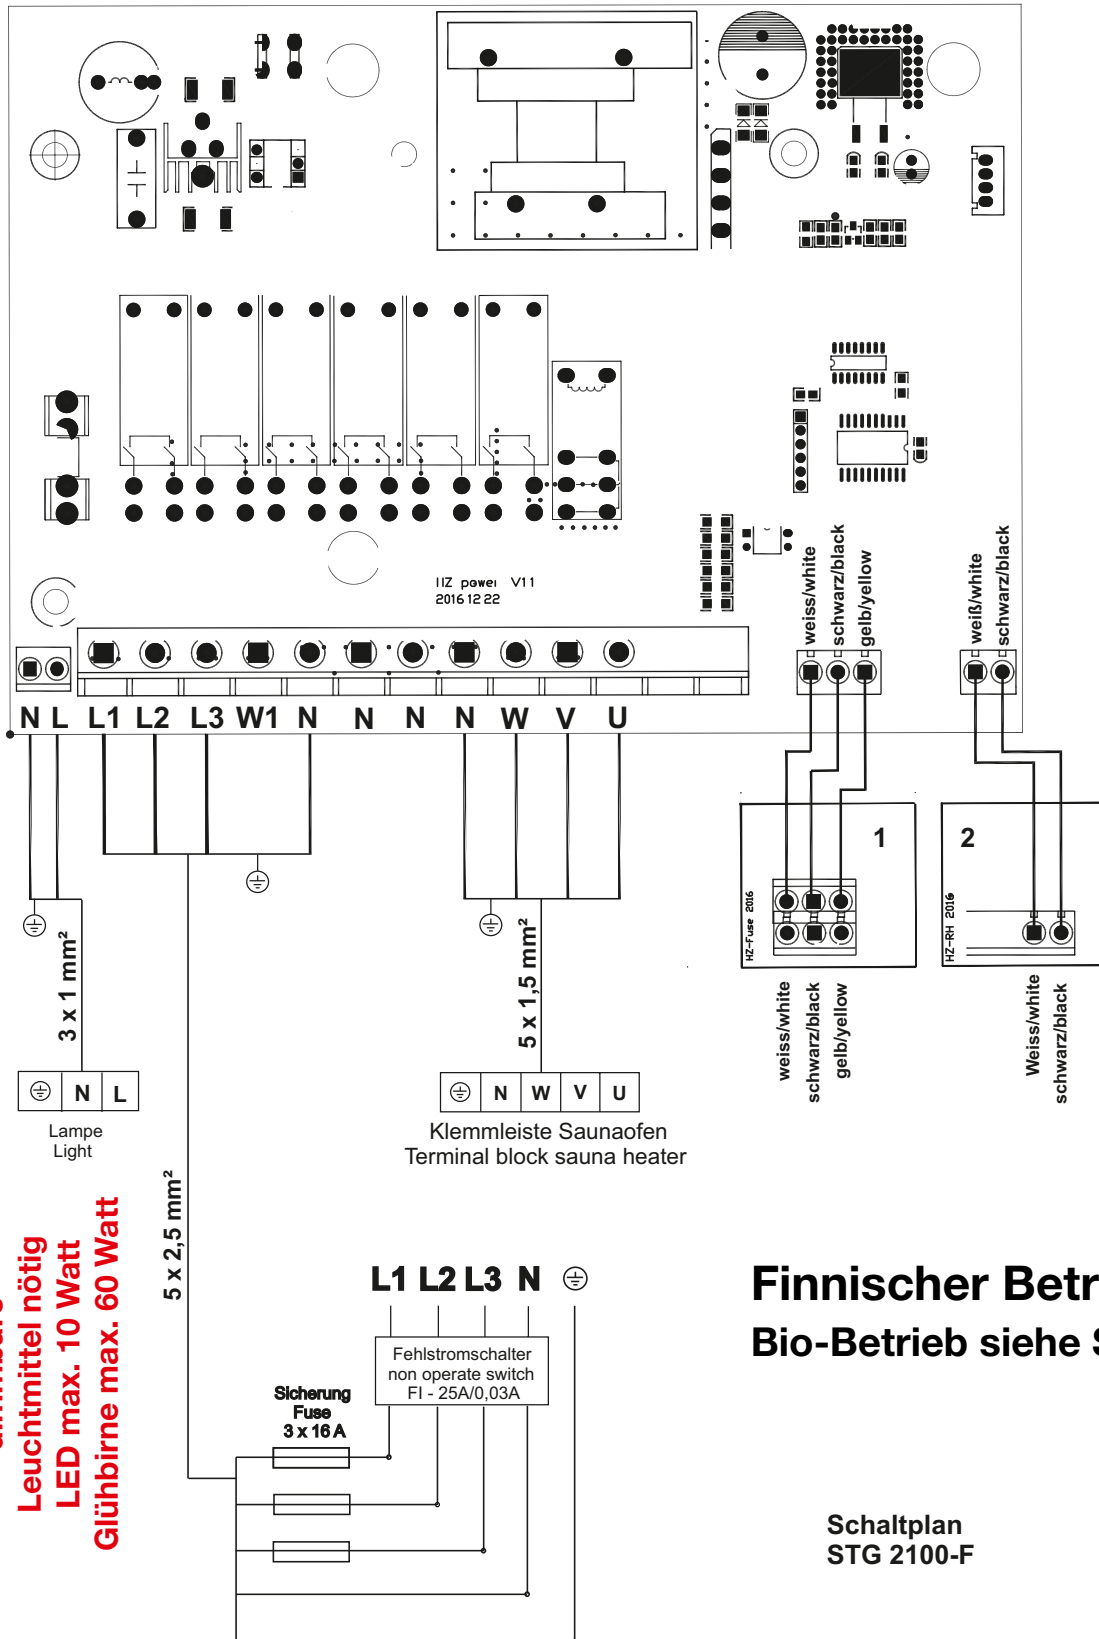 IIZ power V11
2016 12 22
weiss/white
schwarz/black
gelb/yellow
weiß/white
schwarz/black
N L L1 L2 L3 W1 N N N N W V U
1
2
HZ-Fuse 2016
HZ-RH 2016
weiss/white
schwarz/black
gelb/yellow
Weiss/white
schwarz/black
3 x 1 mm²
5 x 1,5 mm²
N L
Lampe
Light
N W V U
Klemmleiste Saunaofen
Terminal block sauna heater
5 x 2,5 mm²
Leuchtmittel nötig
LED max. 10 Watt
Glühbirne max. 60 Watt
L1 L2 L3 N
Fehlstromschalter
non operate switch
FI - 25A/0,03A
Sicherung
Fuse
3 x 16 A
Finnischer Betr
Bio-Betrieb siehe S
Schaltplan
STG 2100-F